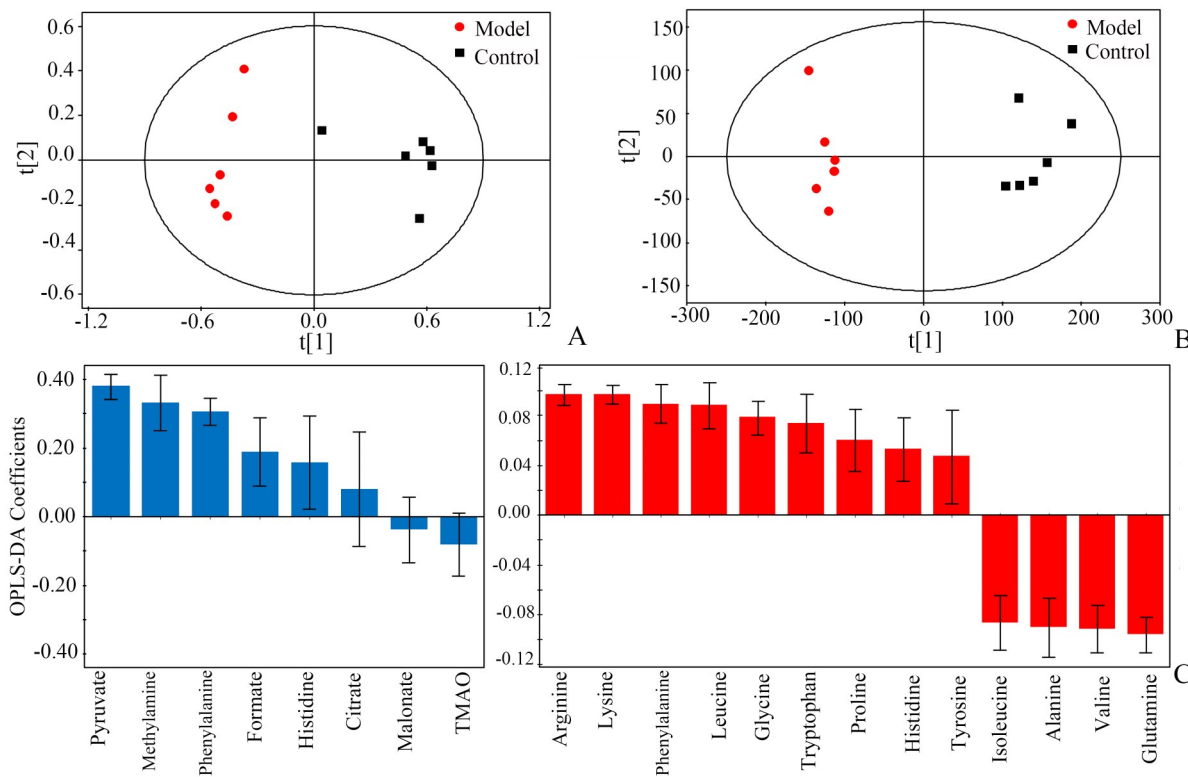 Model
Control
0.6
0.4
0.2
0.0
-0.2
-0.4
-0.6
t[2]
-1.2
-0.6
0.0
0.6
1.2
t[1]
A
Model
Control
150
100
50
0
-50
-100
-150
t[2]
-300
-200
-100
0
100
200
300
t[1]
B
OPLS-DA Coefficients
0.40
0.20
0.00
-0.20
-0.40
Pyruvate
Methylamine
Phenylalanine
Formate
Histidine
Citrate
Malonate
TMAO
0.12
0.08
0.04
0.00
-0.04
-0.08
-0.12
Arginine
Lysine
Phenylalanine
Leucine
Glycine
Tryptophan
Proline
Histidine
Tyrosine
Isoleucine
Alanine
Valine
Glutamine
C